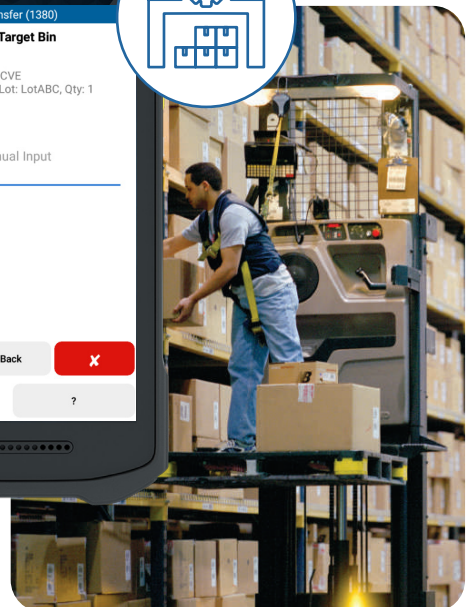 nsfer (1380)
Target Bin
CVE
Lot: LotABC, Qty: 1
ual Input
Back
?